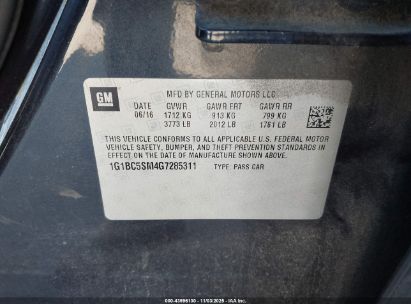 GM
MFD BY GENERAL MOTORS LLC
DATE GVWR GAWR FRT GAWR RR
06/16 1712 KG 913 KG 799 KG
3773 LB 2012 LB 1761 LB
THIS VEHICLE CONFORMS TO ALL APPLICABLE U.S. FEDERAL MOTOR
VEHICLE SAFETY, BUMPER, AND THEFT PREVENTION STANDARDS IN
EFFECT ON THE DATE OF MANUFACTURE SHOWN ABOVE.
1G1BC5SM4G7285311 TYPE: PASS CAR